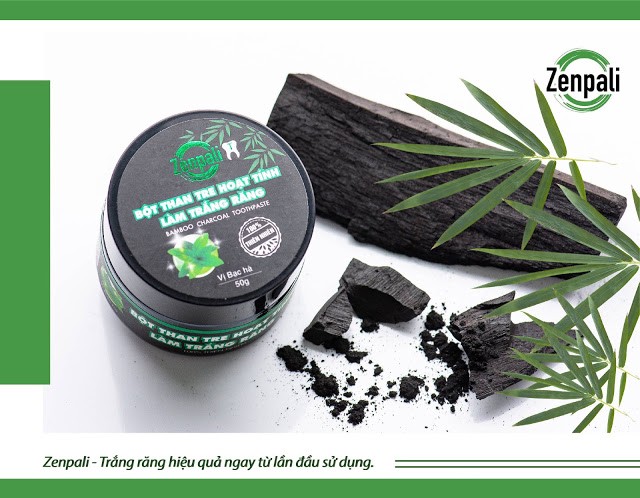 Zenpali
Zenpali
BỘT THAN TRE HOẠT TÍNH
LÀM TRẮNG RĂNG
BAMBOO CHARCOAL TOOTHPASTE
100%
THIÊN NHIÊN
Vị Bạc hà
50g
BỘT THAN TRE HOẠT TÍNH
LÀM TRẮNG RĂNG
Zenpali - Trắng răng hiệu quả ngay từ lần đầu sử dụng.